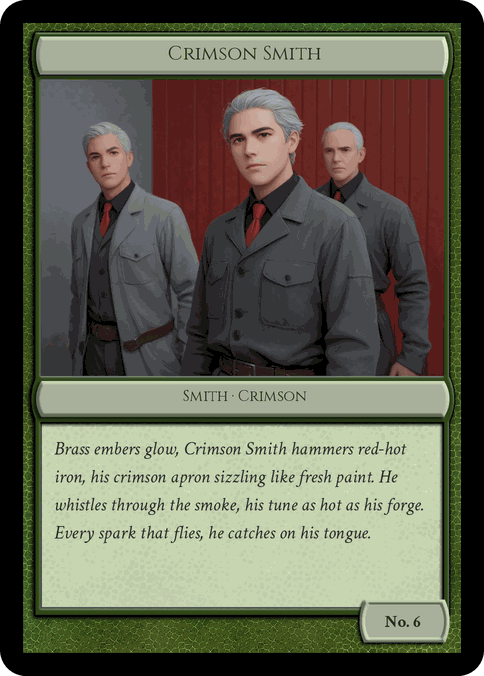 Crimson Smith
Smith · Crimson
Brass embers glow, Crimson Smith hammers red-hot
iron, his crimson apron sizzling like fresh paint. He
whistles through the smoke, his tune as hot as his forge.
Every spark that flies, he catches on his tongue.
No. 6